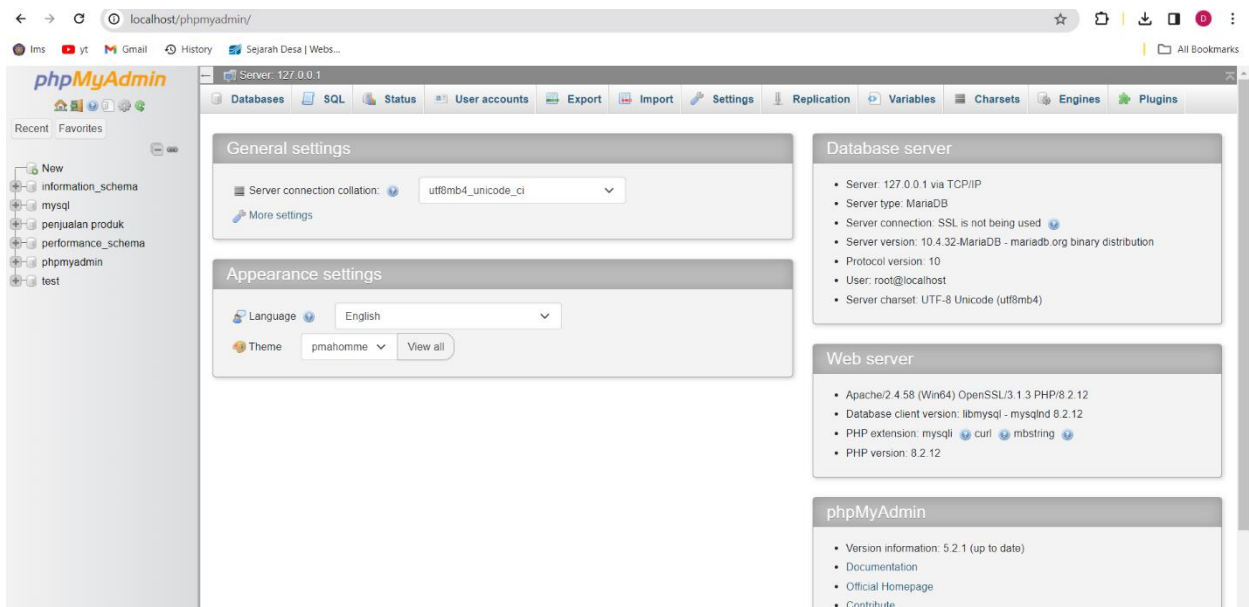 localhost/phpmyadmin/
D
lms
yt
Gmail
History
Sejarah Desa | Webs...
All Bookmarks
phpMyAdmin
Recent Favorites
New
information_schema
mysql
penjualan produk
performance_schema
phpmyadmin
test
Server: 127.0.0.1
Databases SQL Status User accounts Export Import Settings Replication Variables Charsets Engines Plugins
General settings
Server connection collation: utf8mb4_unicode_ci
More settings
Appearance settings
Language English
Theme pmahomme View all
Database server
• Server: 127.0.0.1 via TCP/IP
• Server type: MariaDB
• Server connection: SSL is not being used
• Server version: 10.4.32-MariaDB - mariadb.org binary distribution
• Protocol version: 10
• User: root@localhost
• Server charset: UTF-8 Unicode (utf8mb4)
Web server
• Apache/2.4.58 (Win64) OpenSSL/3.1.3 PHP/8.2.12
• Database client version: libmysql - mysqlnd 8.2.12
• PHP extension: mysqli curl mbstring
• PHP version: 8.2.12
phpMyAdmin
• Version information: 5.2.1 (up to date)
• Documentation
• Official Homepage
• Contribute